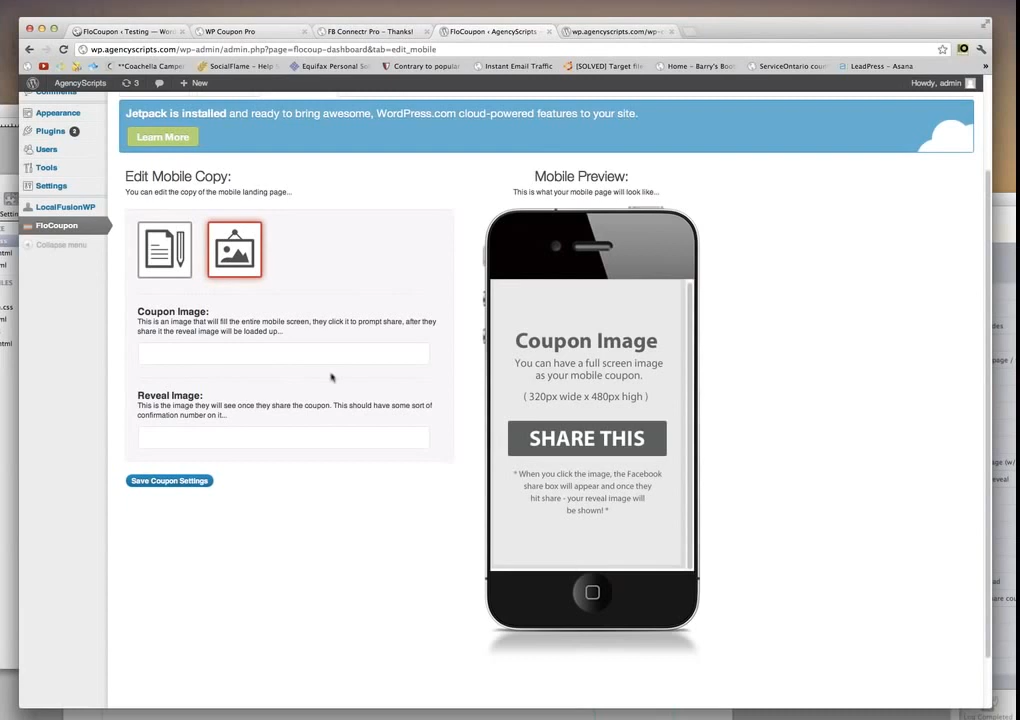 FloCoupon ‹ Testing — Wor
WP Coupon Pro
FB Connectr Pro – Thanks!
FloCoupon ‹ AgencyScripts
wp.agencyscripts.com/wp-
wp.agencyscripts.com/wp-admin/admin.php?page=flocoup-dashboard&tab=edit_mobile
**Coachella Camper
SocialFlame – Help
Equifax Personal So
Contrary to popular
Instant Email Traffic
[SOLVED] Target file
Home – Barry's Boo
ServiceOntario cou
LeadPress – Asana
»
AgencyScripts
3
+ New
Howdy, admin
Comments
Appearance
Plugins 2
Users
Tools
Settings
LocalFusionWP
FloCoupon
Collapse menu
Jetpack is installed and ready to bring awesome, WordPress.com cloud-powered features to your site.
Learn More
Edit Mobile Copy:
You can edit the copy of the mobile landing page...
Coupon Image:
This is an image that will fill the entire mobile screen, they click it to prompt share, after they
share it the reveal image will be loaded up...
Reveal Image:
This is the image they will see once they share the coupon. This should have some sort of
confirmation number on it...
Save Coupon Settings
Mobile Preview:
This is what your mobile page will look like...
Coupon Image
You can have a full screen image
as your mobile coupon.
( 320px wide x 480px high )
SHARE THIS
* When you click the image, the Facebook
share box will appear and once they
hit share - your reveal image will
be shown! *